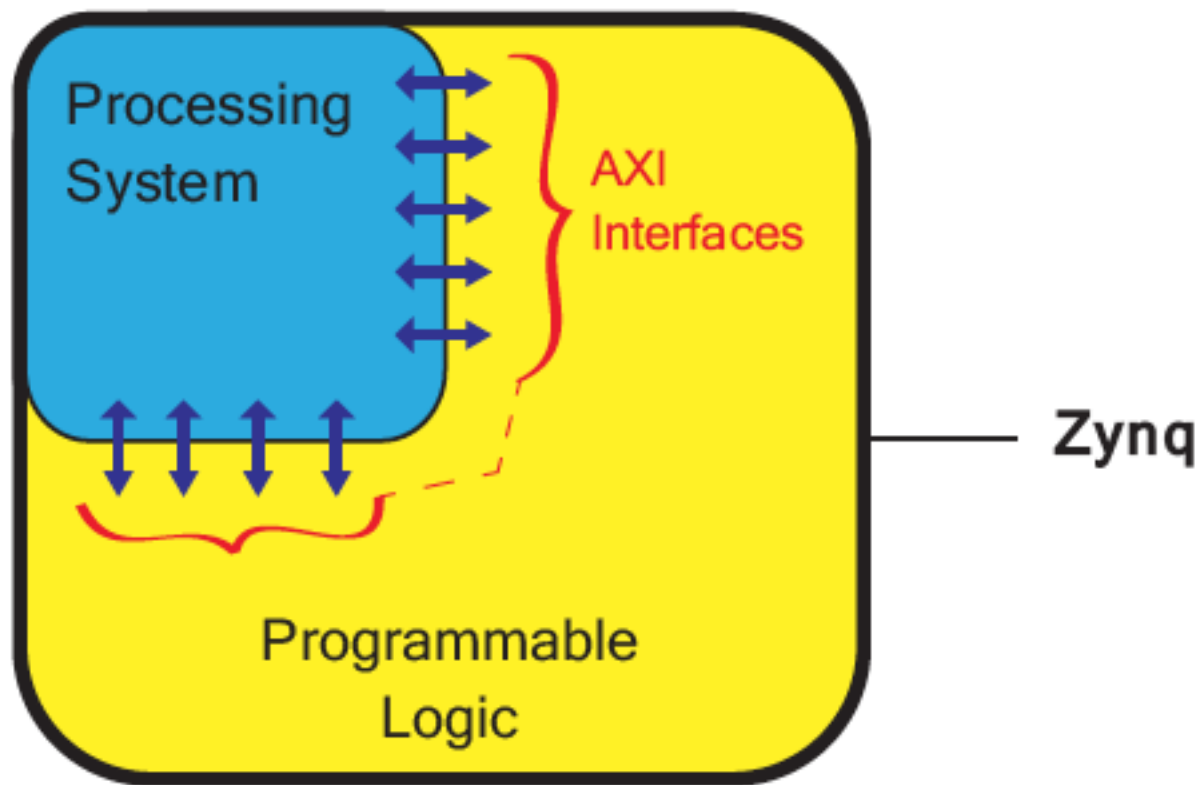 Processing
System
AXI
Interfaces
Zynq
Programmable
Logic